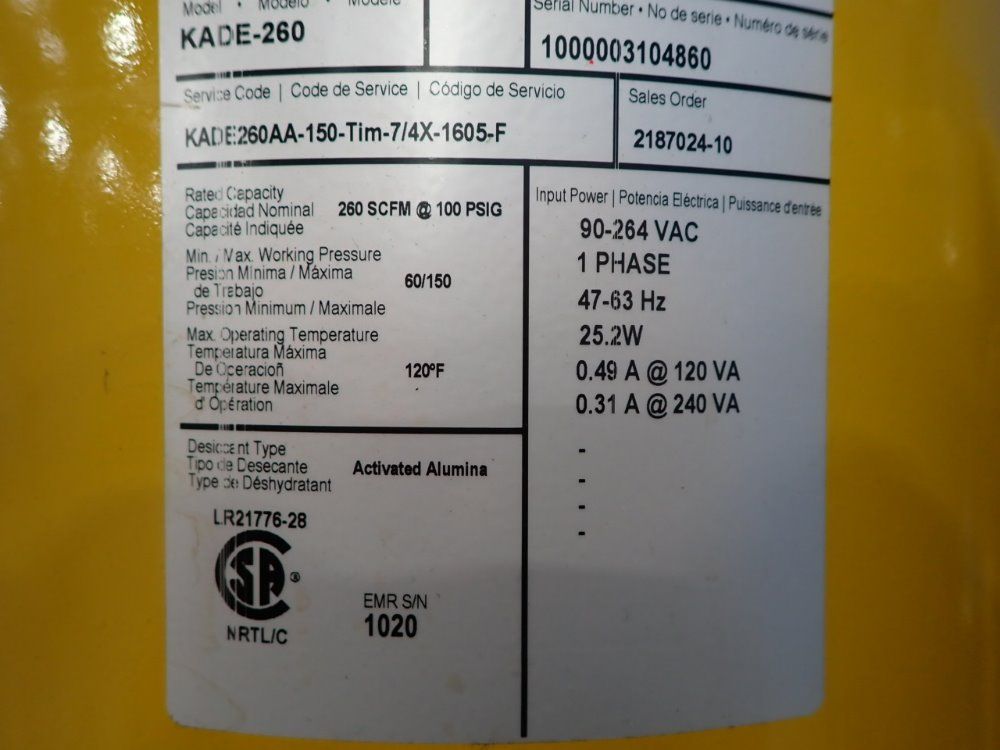 Model • Modelo • Modèle
KADE-260
Serial Number • No de serie • Numéro de série
1000003104860
Service Code | Code de Service | Código de Servicio
KADE260AA-150-Tim-7/4X-1605-F
Sales Order
2187024-10
Rated Capacity
Capacidad Nominal
Capacité Indiquée
260 SCFM @ 100 PSIG
Min. / Max. Working Pressure
Presion Minima / Máxima
de Trabajo
Pression Minimum / Maximale
60/150
Max. Operating Temperature
Temperatura Máxima
De Operacioñ
Température Maximale
d' Opération
120ºF
Desiccant Type
Tipo de Desecante
Type de Déshydratant
Activated Alumina
LR21776-28
CSA ®
NRTL/C
EMR S/N
1020
Input Power | Potencia Eléctrica | Puissance d'entrée
90-264 VAC
1 PHASE
47-63 Hz
25.2W
0.49 A @ 120 VA
0.31 A @ 240 VA
-
-
-
-